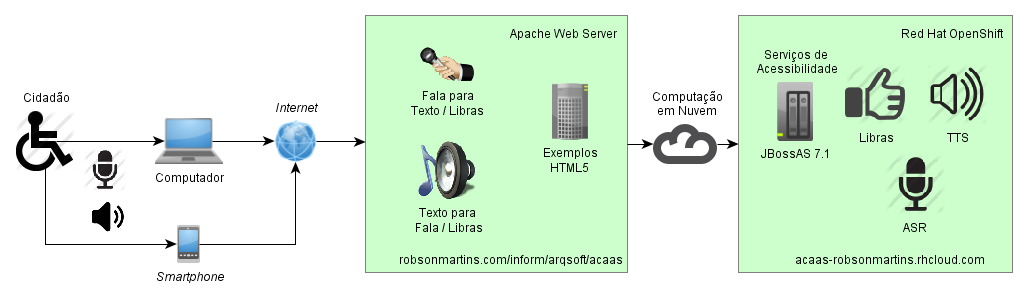 Cidadão
Computador
Smartphone
Internet
Apache Web Server
Fala para
Texto / Libras
Texto para
Fala / Libras
Exemplos
HTML5
robsonmartins.com/inform/arqsoft/acaas
Computação
em Nuvem
Red Hat OpenShift
Serviços de
Acessibilidade
JBossAS 7.1
Libras
TTS
ASR
acaas-robsonmartins.rhcloud.com